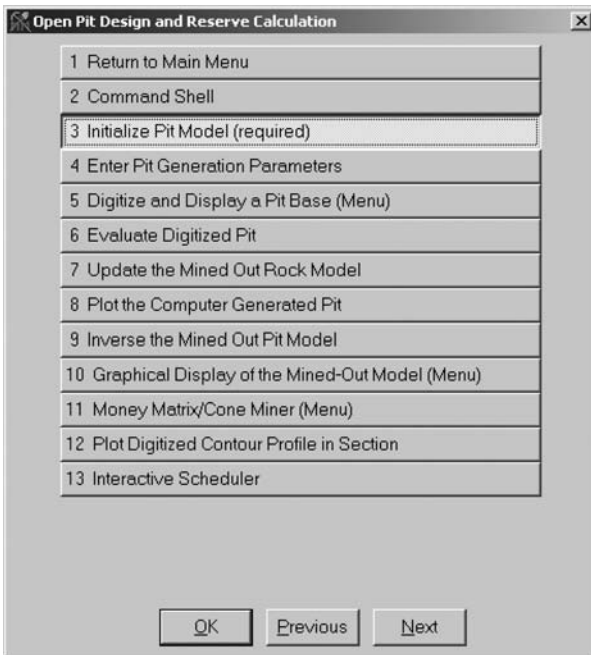 Open Pit Design and Reserve Calculation
1 Return to Main Menu
2 Command Shell
3 Initialize Pit Model (required)
4 Enter Pit Generation Parameters
5 Digitize and Display a Pit Base (Menu)
6 Evaluate Digitized Pit
7 Update the Mined Out Rock Model
8 Plot the Computer Generated Pit
9 Inverse the Mined Out Pit Model
10 Graphical Display of the Mined-Out Model (Menu)
11 Money Matrix/Cone Miner (Menu)
12 Plot Digitized Contour Profile in Section
13 Interactive Scheduler
OK Previous Next